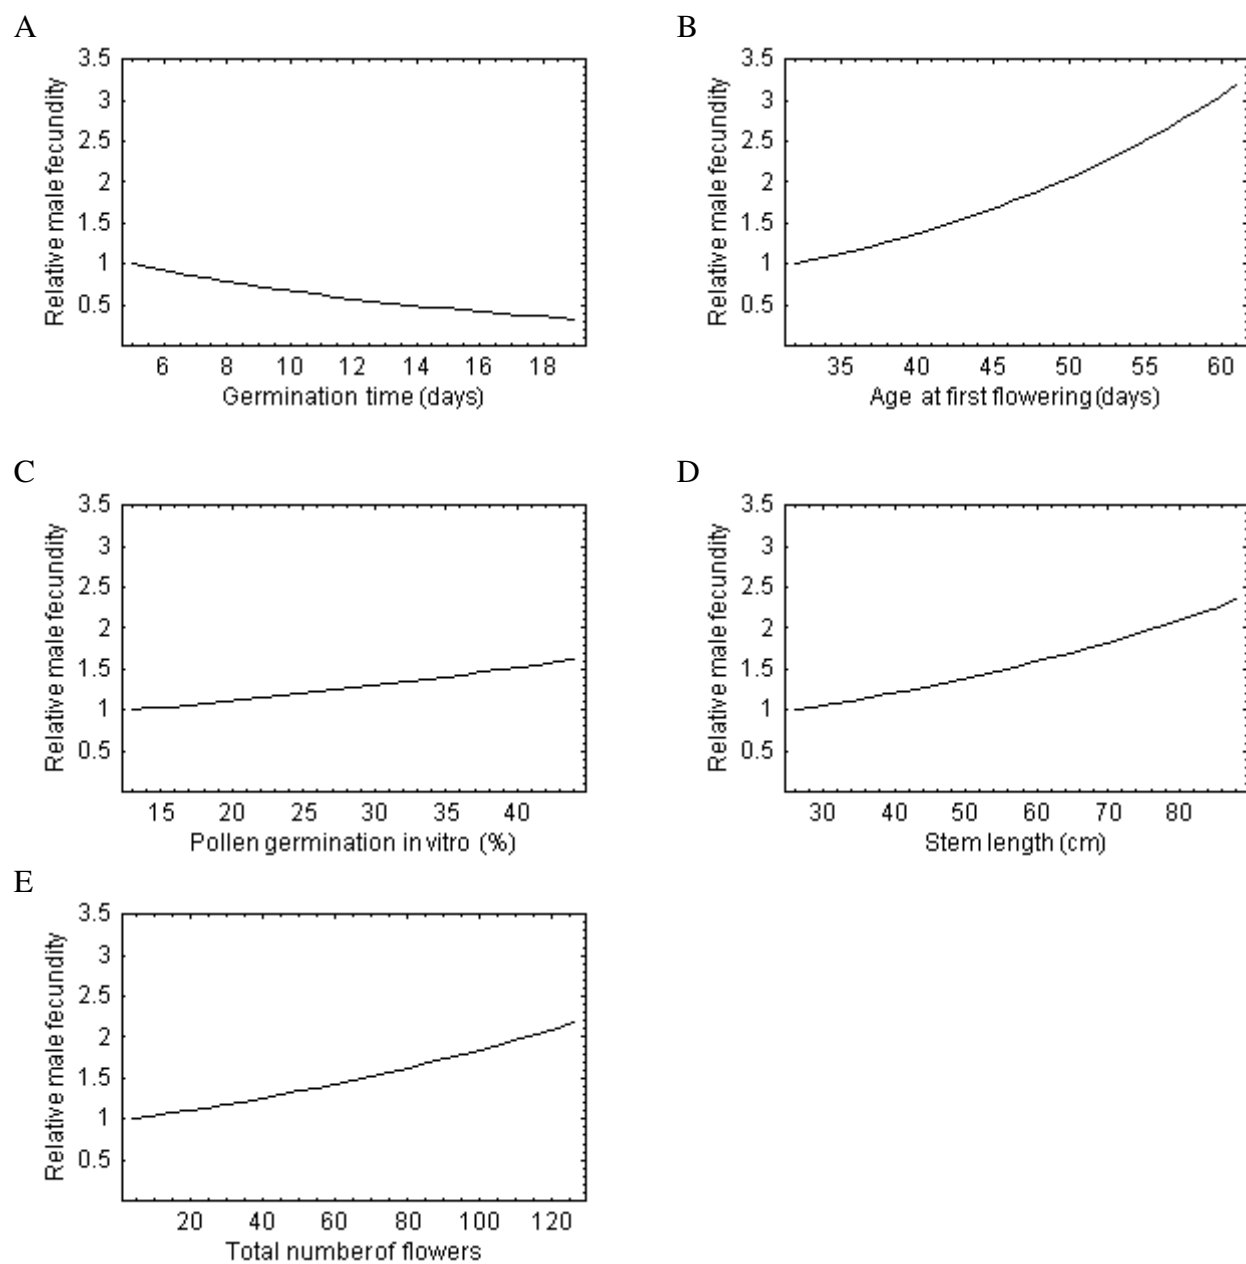 A
3.5
3
2.5
2
1.5
1
0.5
Relative male fecundity
6 8 10 12 14 16 18
Germination time (days)
B
3.5
3
2.5
2
1.5
1
0.5
Relative male fecundity
35 40 45 50 55 60
Age at first flowering (days)
C
3.5
3
2.5
2
1.5
1
0.5
Relative male fecundity
15 20 25 30 35 40
Pollen germination in vitro (%)
D
3.5
3
2.5
2
1.5
1
0.5
Relative male fecundity
30 40 50 60 70 80
Stem length (cm)
E
3.5
3
2.5
2
1.5
1
0.5
Relative male fecundity
20 40 60 80 100 120
Total number of flowers